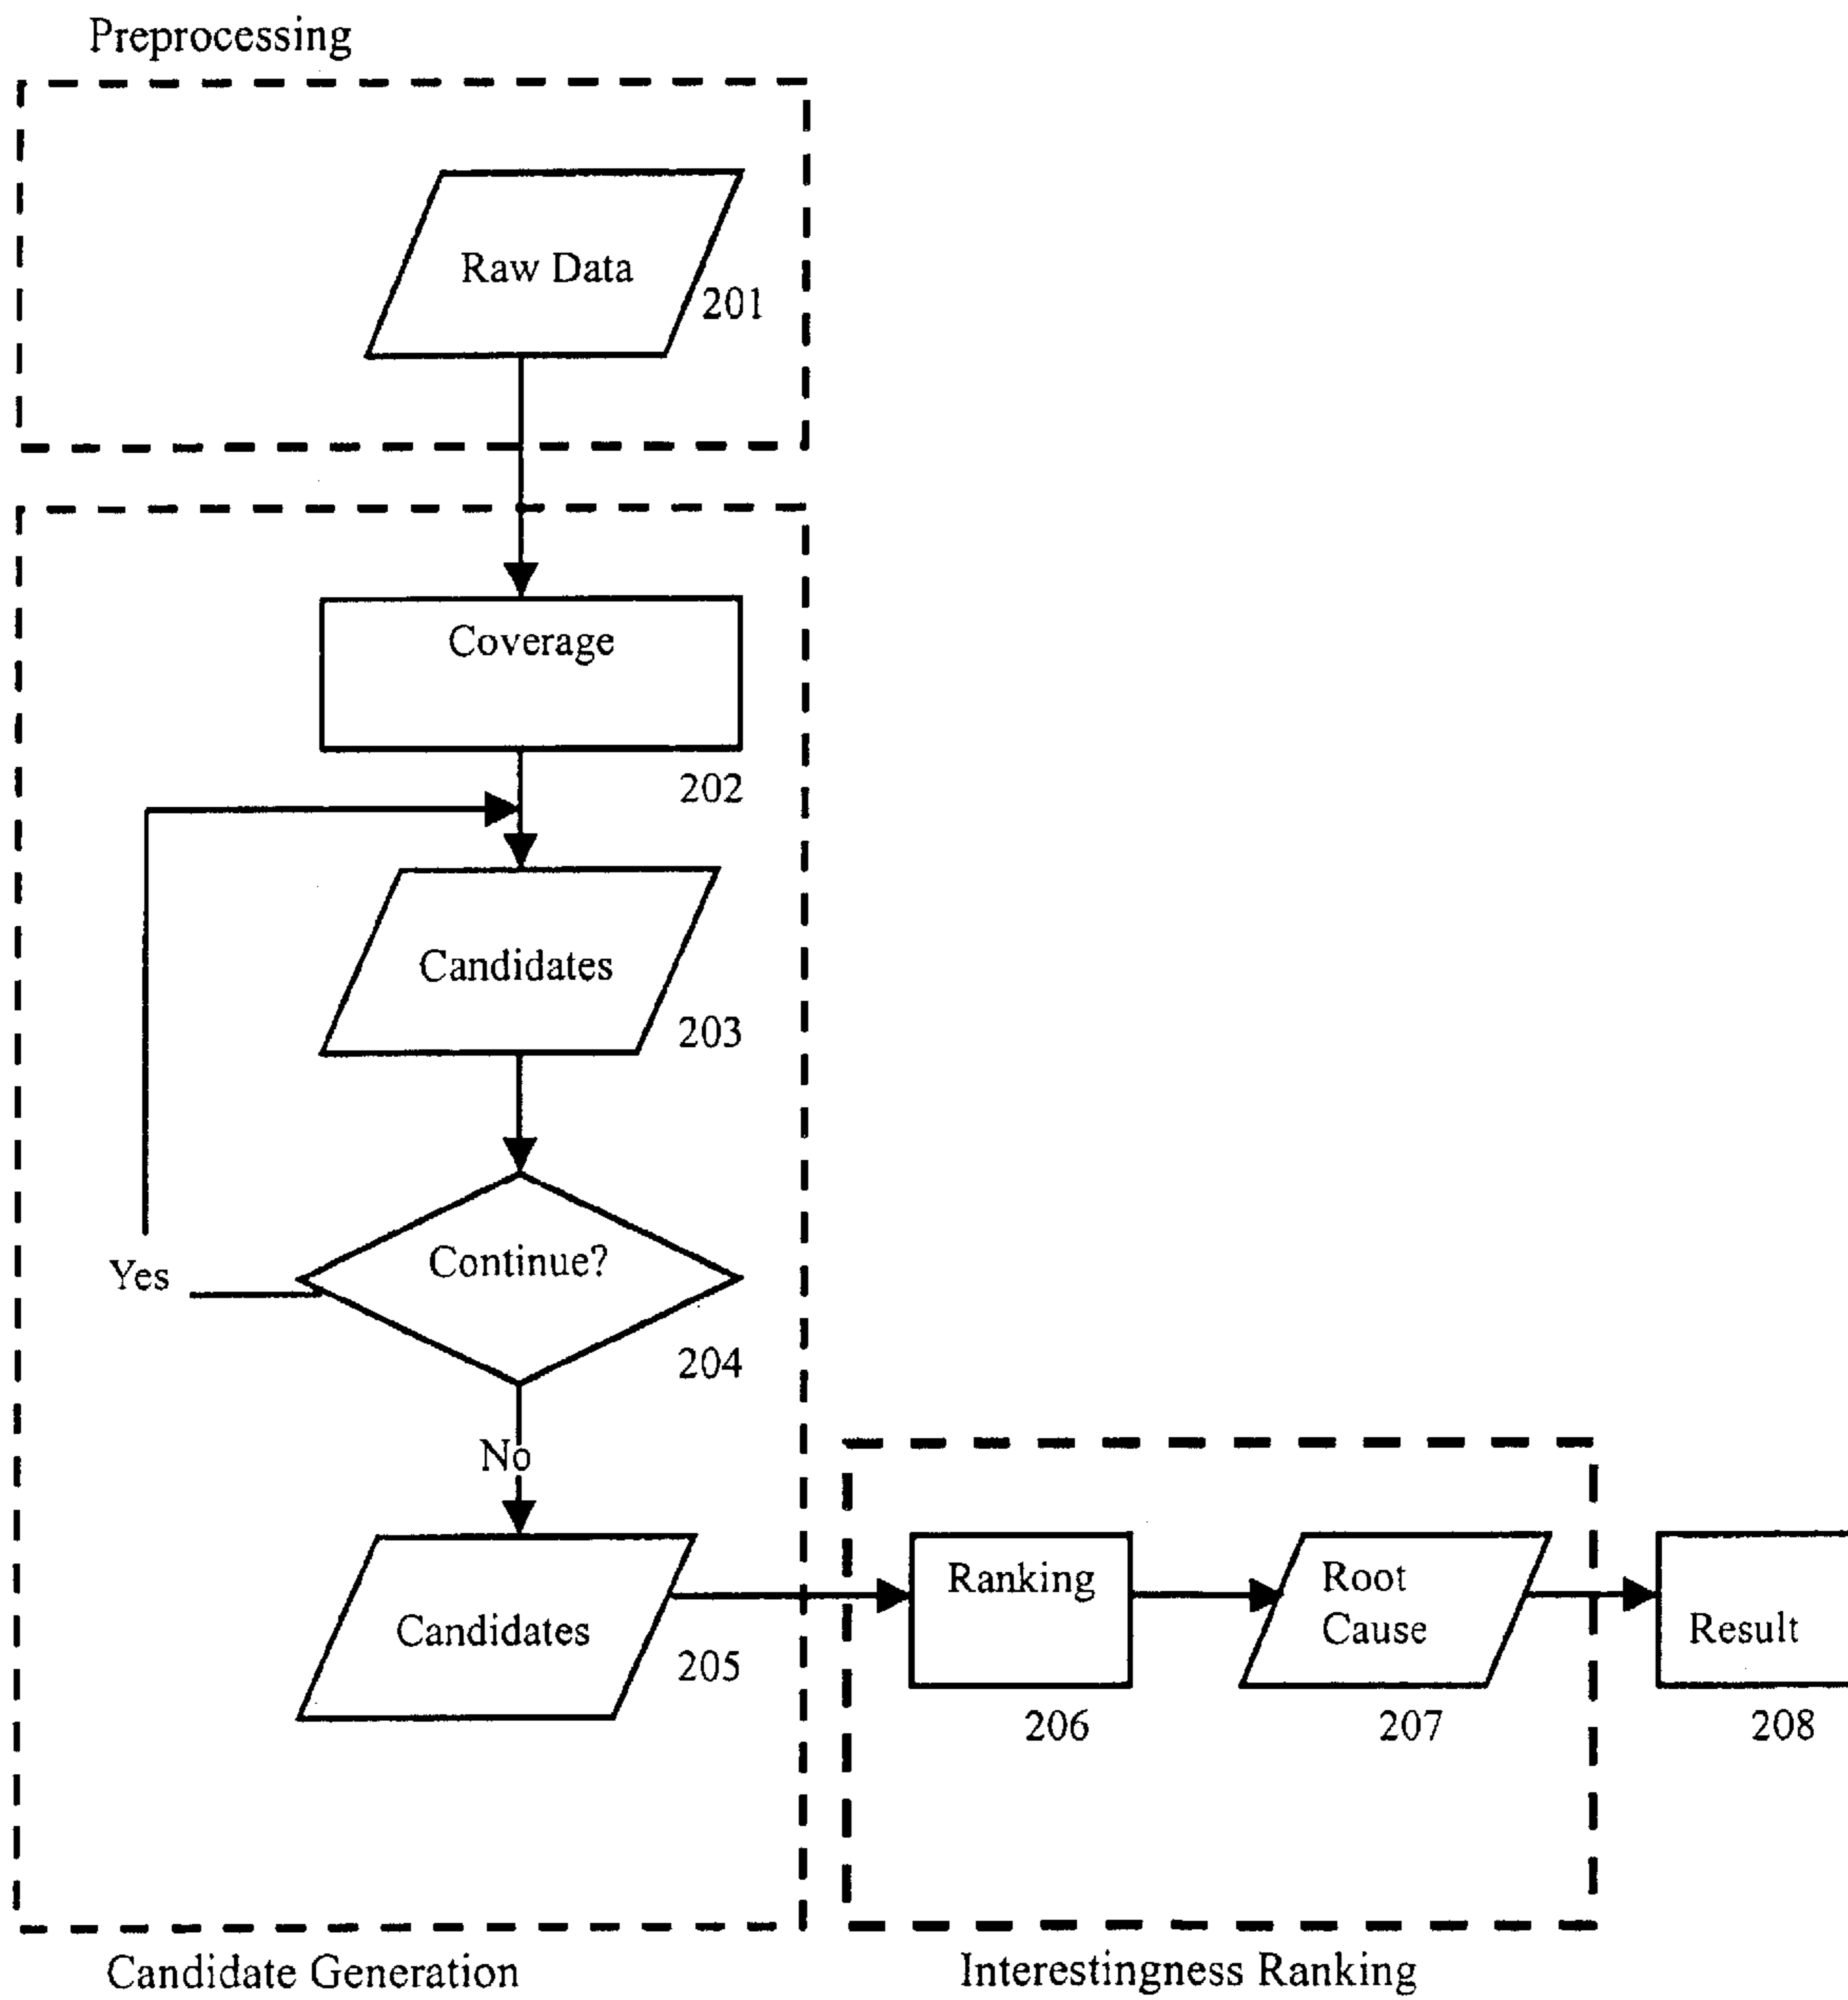 Preprocessing
Raw Data
201
Coverage
202
Candidates
203
Continue?
Yes
204
No
Candidates
205
Ranking
206
Root
Cause
207
Result
208
Candidate Generation
Interestingness Ranking